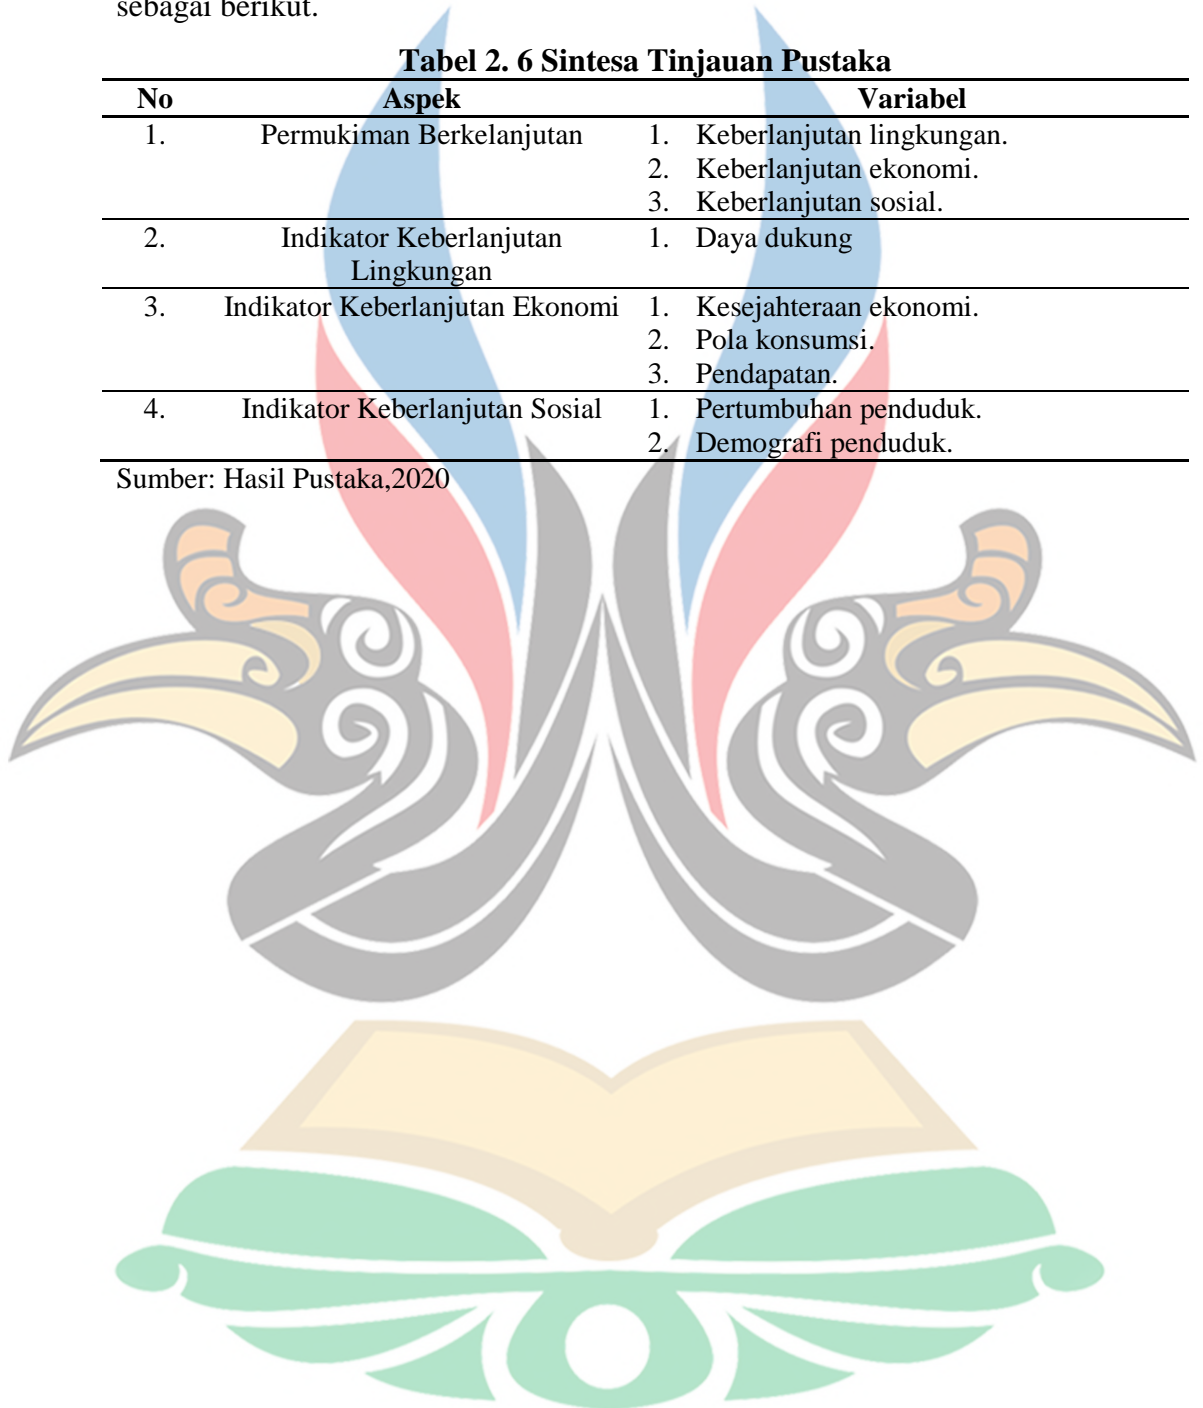 sebagai berikut.
Tabel 2. 6 Sintesa Tinjauan Pustaka
No Aspek Variabel
1. Permukiman Berkelanjutan 1. Keberlanjutan lingkungan.
2. Keberlanjutan ekonomi.
3. Keberlanjutan sosial.
2. Indikator Keberlanjutan 1. Daya dukung
Lingkungan
3. Indikator Keberlanjutan Ekonomi 1. Kesejahteraan ekonomi.
2. Pola konsumsi.
3. Pendapatan.
4. Indikator Keberlanjutan Sosial 1. Pertumbuhan penduduk.
2. Demografi penduduk.
Sumber: Hasil Pustaka,2020